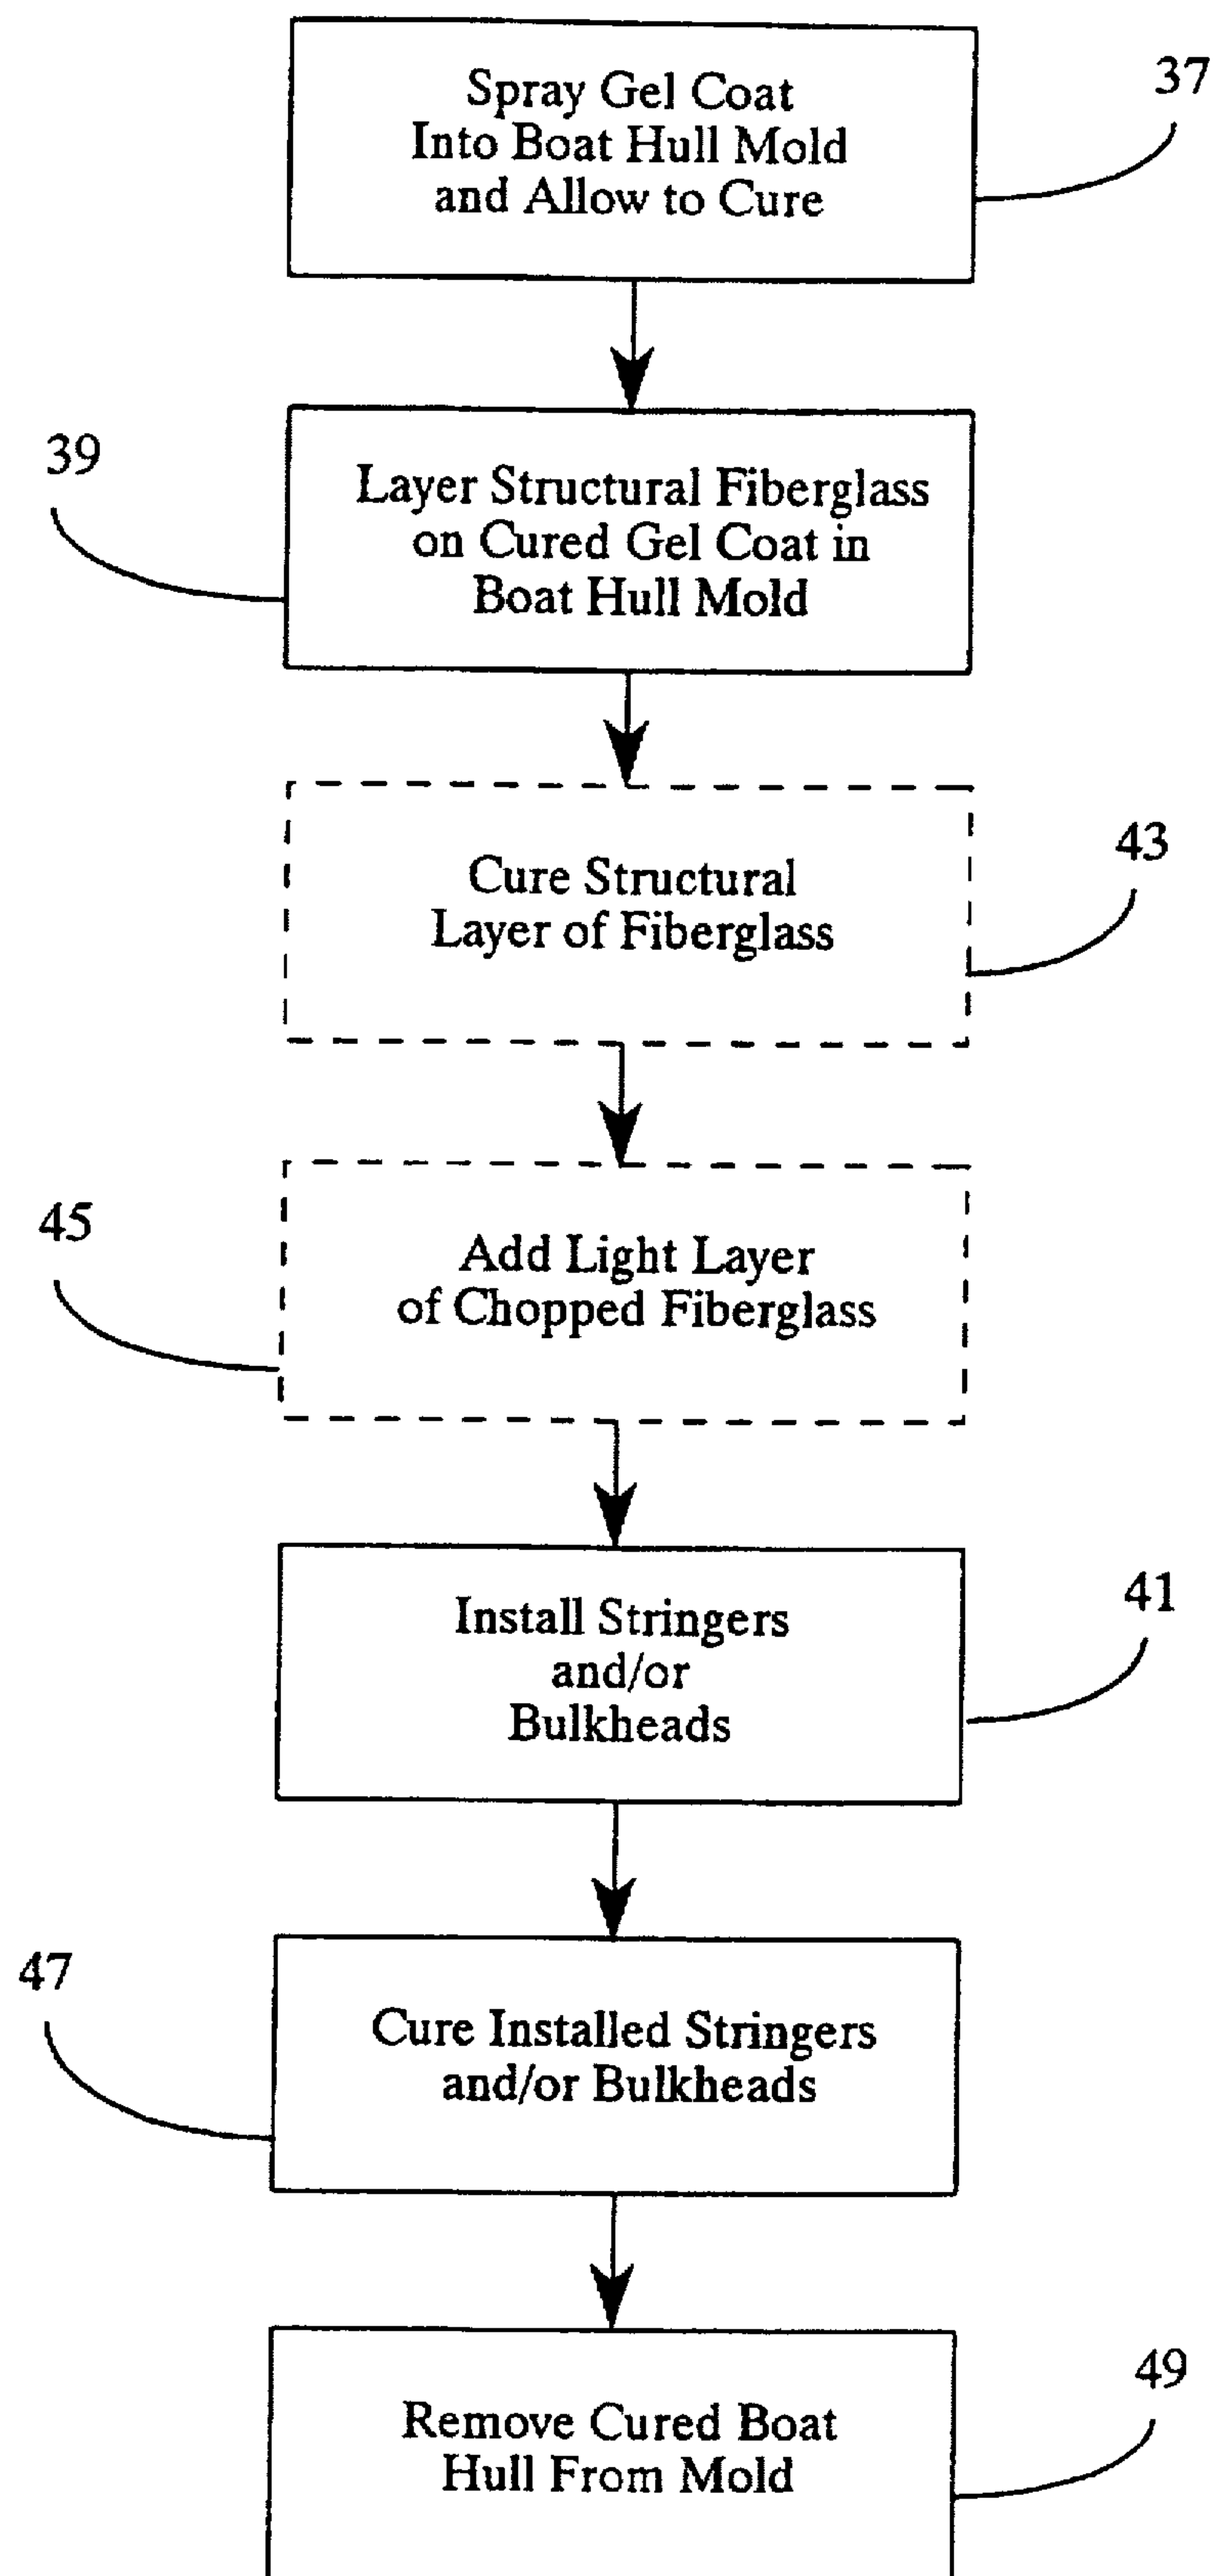 Spray Gel Coat
Into Boat Hull Mold
and Allow to Cure
37
Layer Structural Fiberglass
on Cured Gel Coat in
Boat Hull Mold
39
Cure Structural
Layer of Fiberglass
43
Add Light Layer
of Chopped Fiberglass
45
Install Stringers
and/or
Bulkheads
41
Cure Installed Stringers
and/or Bulkheads
47
Remove Cured Boat
Hull From Mold
49